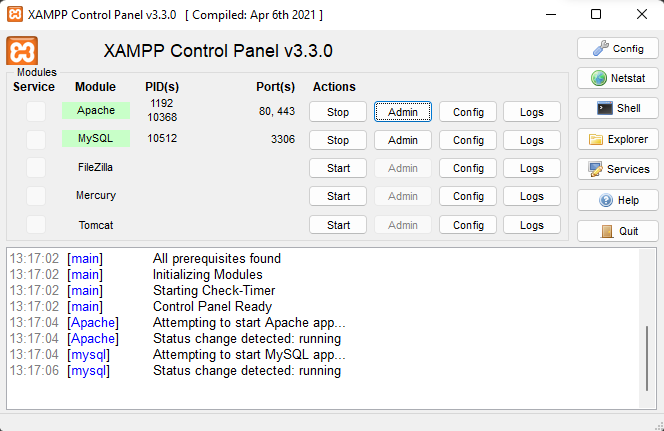 XAMPP Control Panel v3.3.0 [ Compiled: Apr 6th 2021 ]
XAMPP Control Panel v3.3.0
Config
Modules
Service Module PID(s) Port(s) Actions
Netstat
Apache 1192 10368 80, 443 Stop Admin Config Logs
Shell
MySQL 10512 3306 Stop Admin Config Logs
Explorer
FileZilla Start Admin Config Logs
Services
Mercury Start Admin Config Logs
Help
Tomcat Start Admin Config Logs
Quit
13:17:02 [main] All prerequisites found
13:17:02 [main] Initializing Modules
13:17:02 [main] Starting Check-Timer
13:17:02 [main] Control Panel Ready
13:17:04 [Apache] Attempting to start Apache app...
13:17:04 [Apache] Status change detected: running
13:17:04 [mysql] Attempting to start MySQL app...
13:17:06 [mysql] Status change detected: running